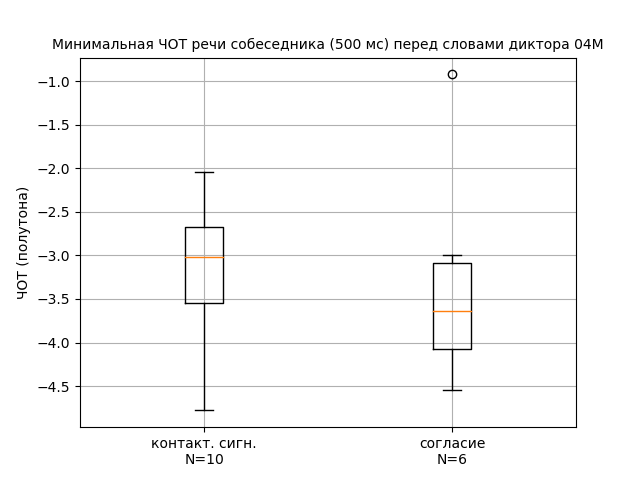 Минимальная ЧОТ речи собеседника (500 мс) перед словами диктора 04М
ЧОТ (полутона)
−1.0
−1.5
−2.0
−2.5
−3.0
−3.5
−4.0
−4.5
контакт. сигн.
N=10
согласие
N=6